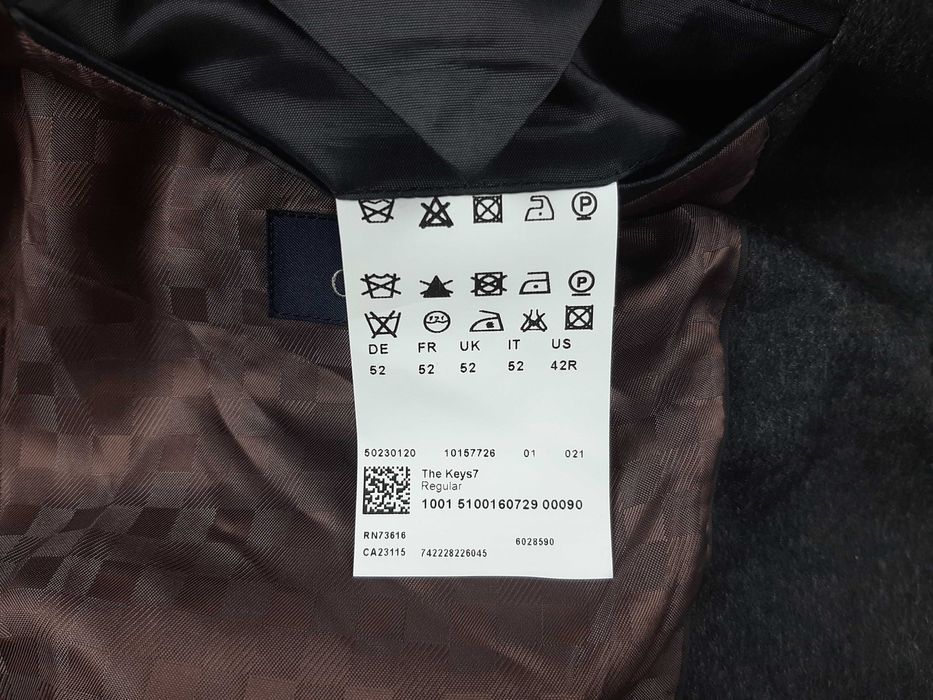 P
P
DE FR UK IT US
52 52 52 52 42R
50230120 10157726 01 021
The Keys7
Regular
1001 5100160729 00090
RN73616 6028590
CA23115 742228226045